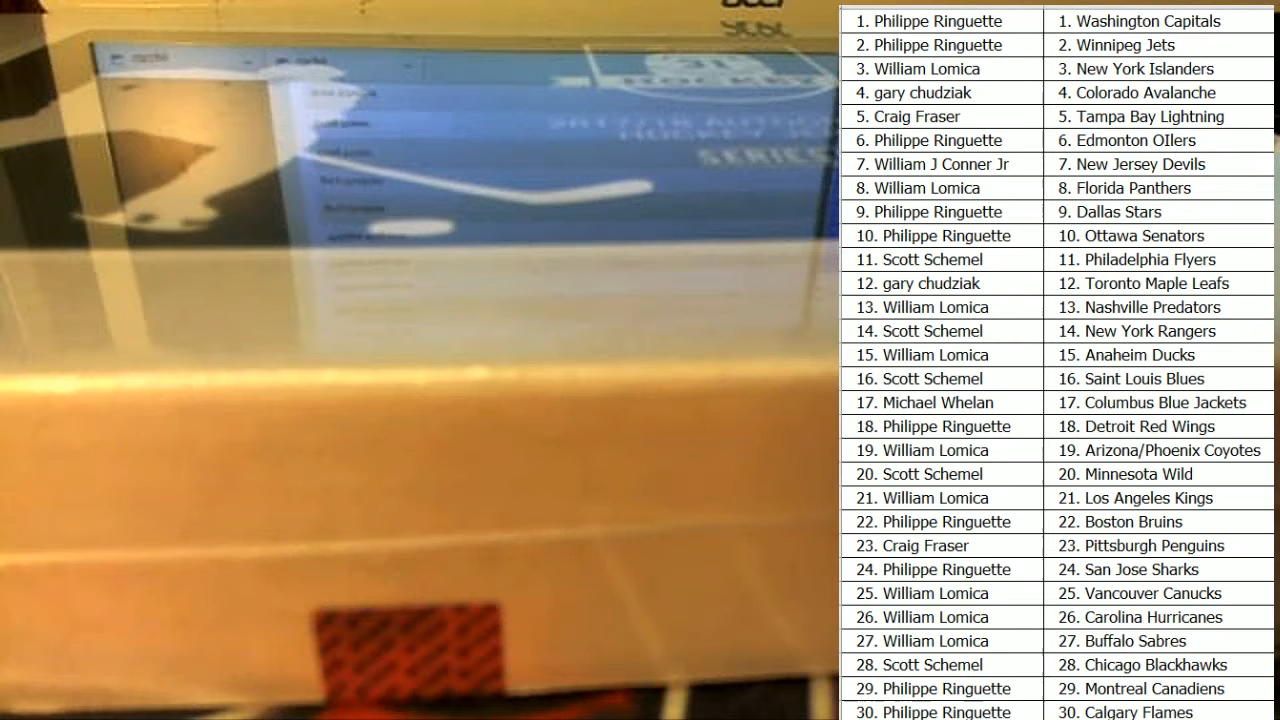 acer
31
HOCKEY
2017/18 AUTO
HOCKEY
SERIES
1. Philippe Ringuette 1. Washington Capitals
2. Philippe Ringuette 2. Winnipeg Jets
3. William Lomica 3. New York Islanders
4. gary chudziak 4. Colorado Avalanche
5. Craig Fraser 5. Tampa Bay Lightning
6. Philippe Ringuette 6. Edmonton OIlers
7. William J Conner Jr 7. New Jersey Devils
8. William Lomica 8. Florida Panthers
9. Philippe Ringuette 9. Dallas Stars
10. Philippe Ringuette 10. Ottawa Senators
11. Scott Schemel 11. Philadelphia Flyers
12. gary chudziak 12. Toronto Maple Leafs
13. William Lomica 13. Nashville Predators
14. Scott Schemel 14. New York Rangers
15. William Lomica 15. Anaheim Ducks
16. Scott Schemel 16. Saint Louis Blues
17. Michael Whelan 17. Columbus Blue Jackets
18. Philippe Ringuette 18. Detroit Red Wings
19. William Lomica 19. Arizona/Phoenix Coyotes
20. Scott Schemel 20. Minnesota Wild
21. William Lomica 21. Los Angeles Kings
22. Philippe Ringuette 22. Boston Bruins
23. Craig Fraser 23. Pittsburgh Penguins
24. Philippe Ringuette 24. San Jose Sharks
25. William Lomica 25. Vancouver Canucks
26. William Lomica 26. Carolina Hurricanes
27. William Lomica 27. Buffalo Sabres
28. Scott Schemel 28. Chicago Blackhawks
29. Philippe Ringuette 29. Montreal Canadiens
30. Philippe Ringuette 30. Calgary Flames